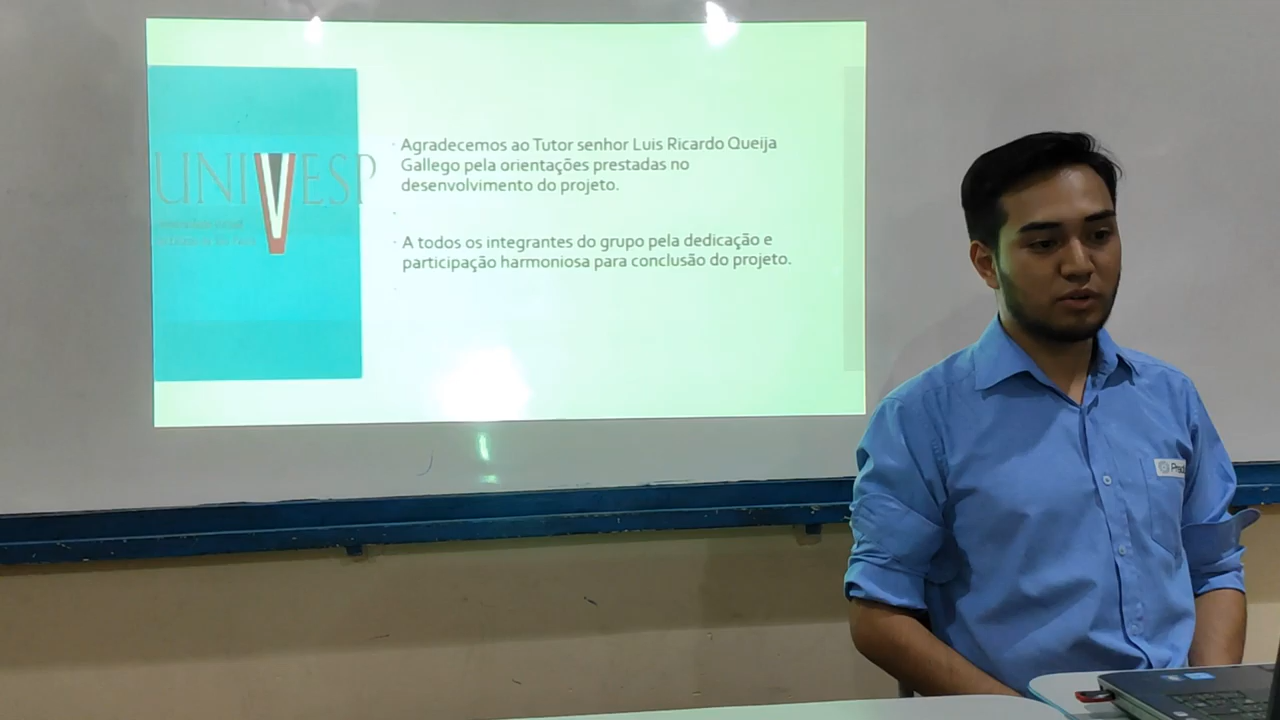 UNIVESP
Agradecemos ao Tutor senhor Luis Ricardo Queija
Gallego pela orientações prestadas no
desenvolvimento do projeto.
A todos os integrantes do grupo pela dedicação e
participação harmoniosa para conclusão do projeto.